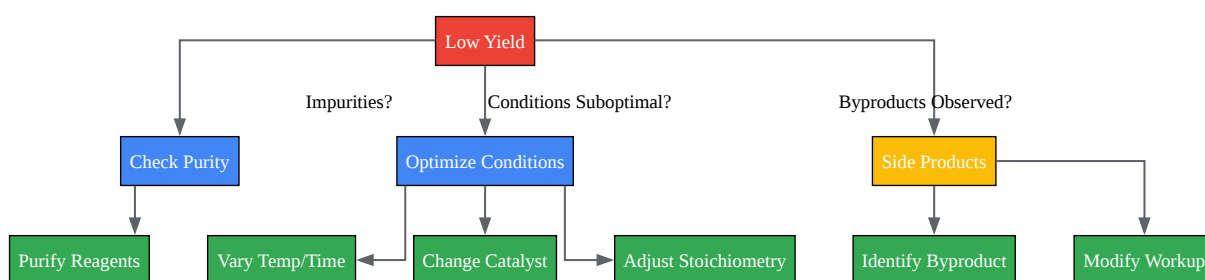 Low Yield
Impurities?
Conditions Suboptimal?
Byproducts Observed?
Check Purity
Optimize Conditions
Side Products
Purify Reagents
Vary Temp/Time
Change Catalyst
Adjust Stoichiometry
Identify Byproduct
Modify Workup